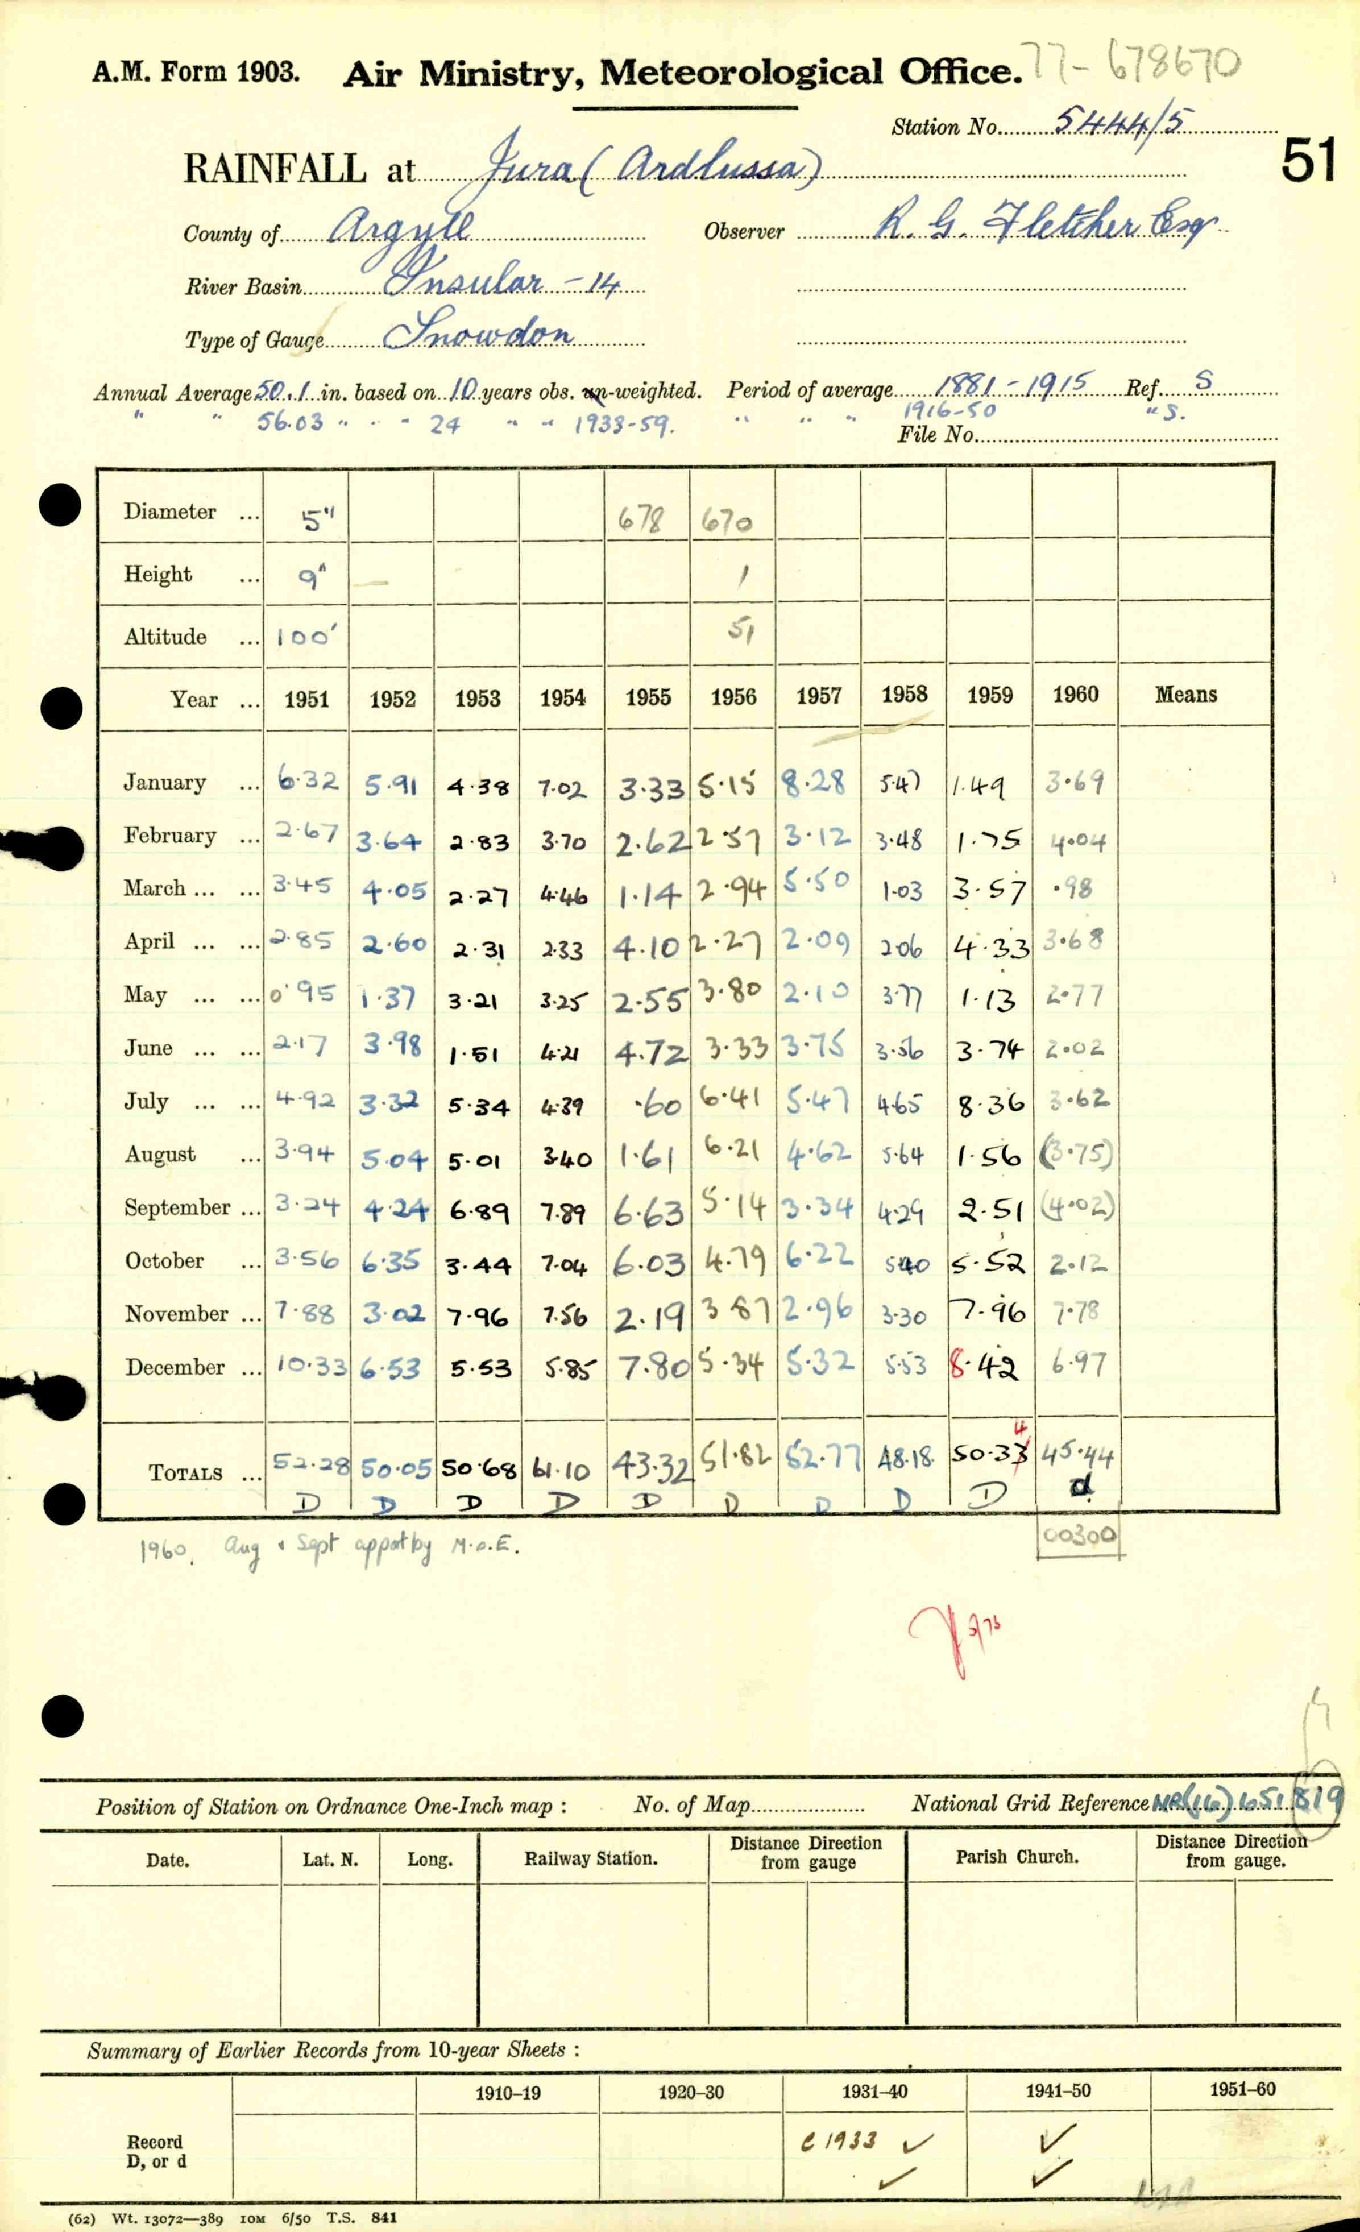 A.M. Form 1903. Air Ministry, Meteorological Office. 77- 678670
Station No. 5444/5
51
RAINFALL at Jura (Ardlussa)
County of Argyll Observer R. G. Fletcher Esq
River Basin Insular - 14
Type of Gauge Snowdon
Annual Average 50.1 in. based on 10 years obs. un-weighted. Period of average 1881-1915 Ref. S
" " 56.03 " " " 24 " " 1933-59. " " " 1916-50 " S.
File No.
Diameter ... 5" 678 670
Height ... 9" 1
Altitude ... 100' 51
Year ... 1951 1952 1953 1954 1955 1956 1957 1958 1959 1960 Means
January ... 6.32 5.91 4.38 7.02 3.33 5.15 8.28 5.47 1.49 3.69
February ... 2.67 3.64 2.83 3.70 2.62 2.57 3.12 3.48 1.75 4.04
March ... ... 3.45 4.05 2.27 4.46 1.14 2.94 5.50 1.03 3.57 .98
April ... ... 2.85 2.60 2.31 2.33 4.10 2.27 2.09 2.06 4.33 3.68
May ... ... 0.95 1.37 3.21 3.25 2.55 3.80 2.10 3.77 1.13 2.77
June ... ... 2.17 3.98 1.51 4.21 4.72 3.33 3.75 3.56 3.74 2.02
July ... ... 4.92 3.32 5.34 4.39 .60 6.41 5.47 4.65 8.36 3.62
August ... 3.94 5.04 5.01 3.40 1.61 6.21 4.62 5.64 1.56 (3.75)
September ... 3.24 4.24 6.89 7.89 6.63 5.14 3.34 4.29 2.51 (4.02)
October ... 3.56 6.35 3.44 7.04 6.03 4.79 6.22 5.40 5.52 2.12
November ... 7.88 3.02 7.96 7.56 2.19 3.87 2.96 3.30 7.96 7.78
December ... 10.33 6.53 5.53 5.85 7.80 5.34 5.32 5.53 8.42 6.97
4
TOTALS ... 52.28 50.05 50.68 61.10 43.32 51.82 52.77 48.18 50.33 45.44
D D D D D D D D D d
00300
1960. Aug & Sept appot by M.O.E.
3/73
Position of Station on Ordnance One-Inch map : No. of Map National Grid Reference NR(16) 651819
Date. Lat. N. Long. Railway Station. Distance Direction from gauge Parish Church. Distance Direction from gauge.
Summary of Earlier Records from 10-year Sheets :
1910–19 1920–30 1931–40 1941–50 1951–60
Record c 1933 ✓ ✓
D, or d ✓ ✓
(62) Wt. 13072—389 10M 6/50 T.S. 841